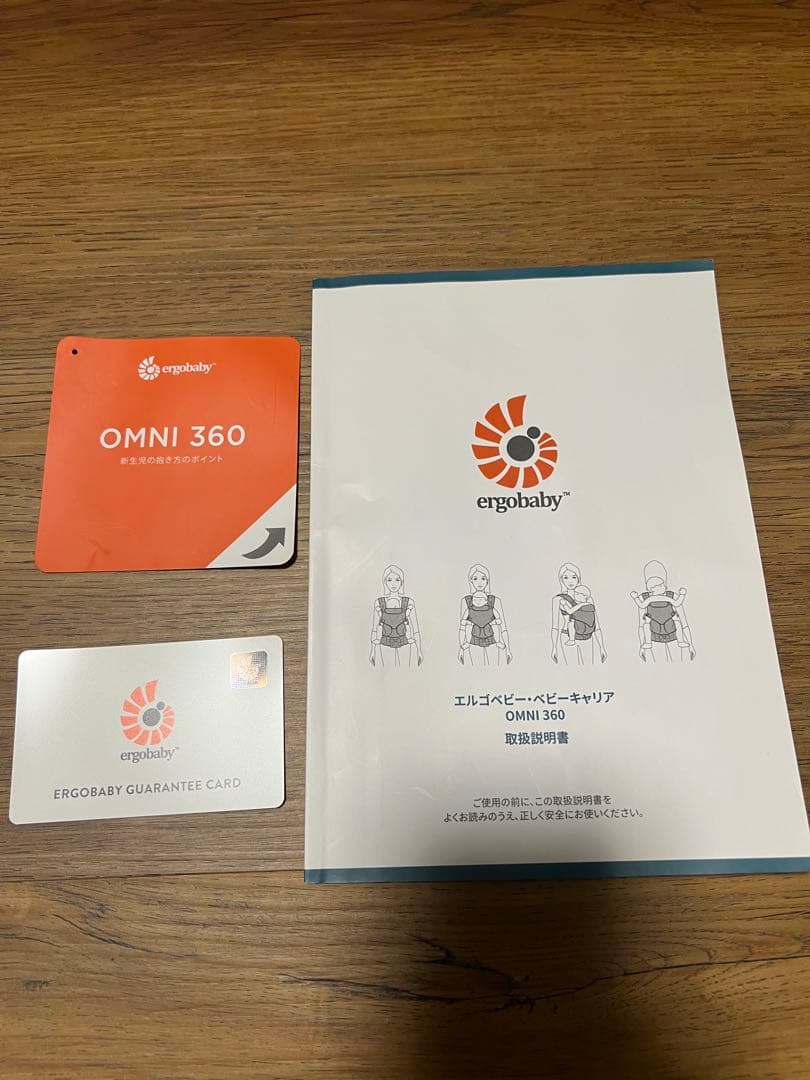 ergobaby™
OMNI 360
新生児の抱き方のポイント
ergobaby™
ERGOBABY GUARANTEE CARD
ergobaby™
エルゴベビー・ベビーキャリア
OMNI 360
取扱説明書
ご使用の前に、この取扱説明書を
よくお読みのうえ、正しく安全にお使いください。